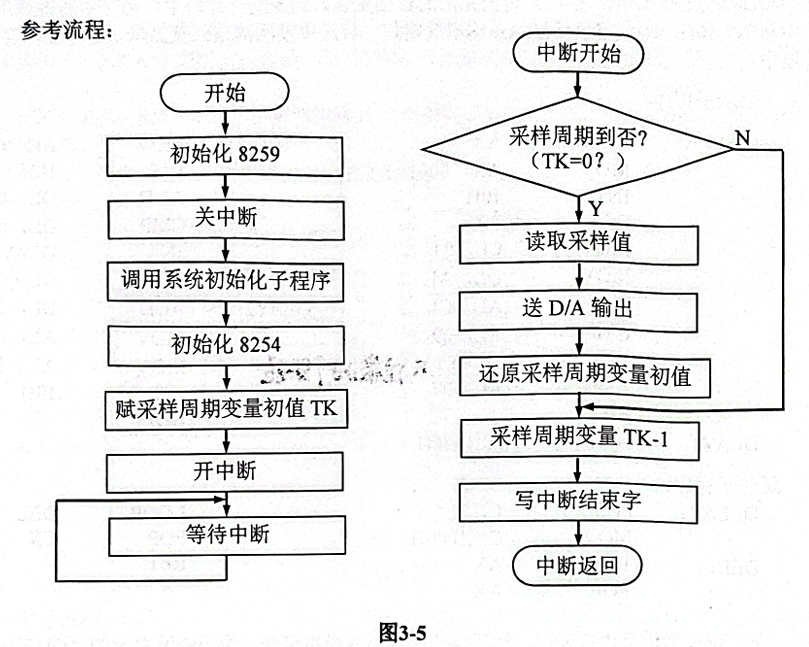 参考流程：
开始
初始化 8259
关中断
调用系统初始化子程序
初始化 8254
赋采样周期变量初值 TK
开中断
等待中断
中断开始
采样周期到否？
（TK=0？）
N
Y
读取采样值
送 D/A 输出
还原采样周期变量初值
采样周期变量 TK-1
写中断结束字
中断返回
图3-5